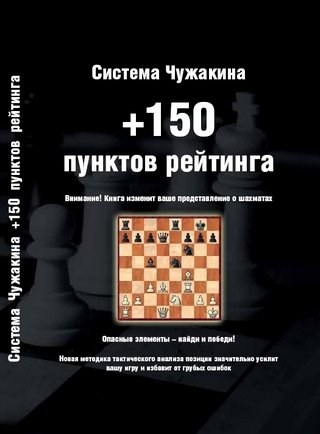 Система Чужакина
+150
пунктов рейтинга
Внимание! Книга изменит ваше представление о шахматах
Опасные элементы – найди и победи!
Новая методика тактического анализа позиции значительно усилит
вашу игру и избавит от грубых ошибок
Система Чужакина +150 пунктов рейтинга